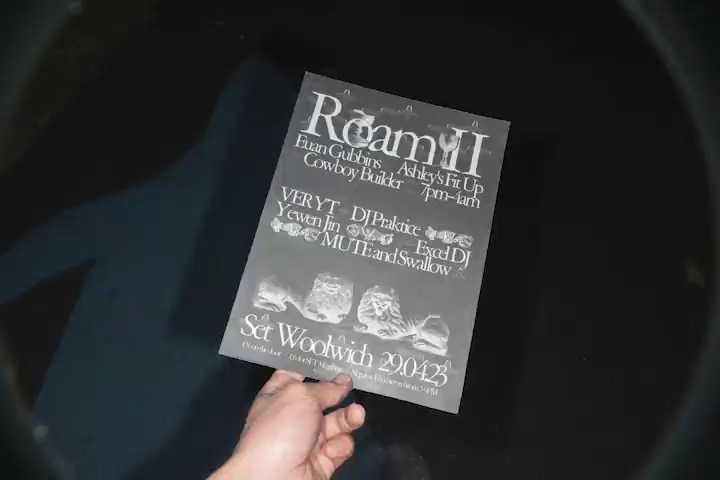 Roam II
Euan Gubbins Ashley's Fit Up
Cowboy Builder 7pm-4am
VERYT DJ Praktice
Yewen Jin Excel DJ
MUTE and Swallow
Set Woolwich 29.04.23